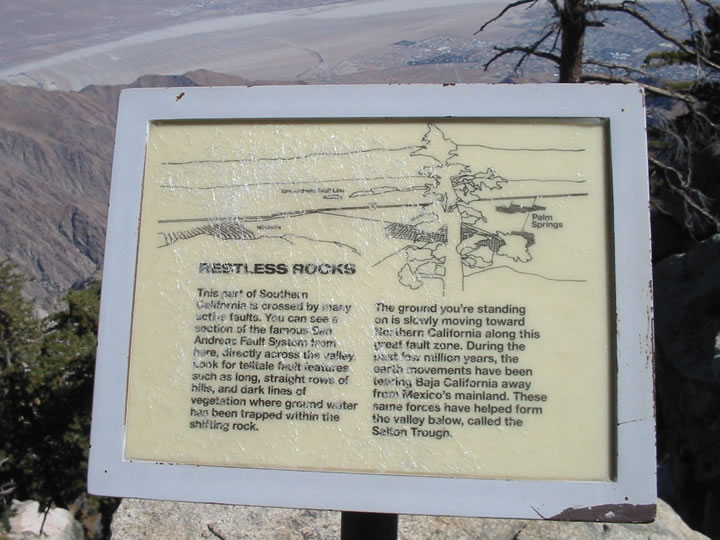 San Andreas Fault Line
Windmills
Palm
Springs
RESTLESS ROCKS
This part of Southern
California is crossed by many
active faults. You can see a
section of the famous San
Andreas Fault System from
here, directly across the valley.
Look for telltale fault features
such as long, straight rows of
hills, and dark lines of
vegetation where ground water
has been trapped within the
shifting rock.
The ground you're standing
on is slowly moving toward
Northern California along this
great fault zone. During the
past few million years, the
earth movements have been
tearing Baja California away
from Mexico's mainland. These
same forces have helped form
the valley below, called the
Salton Trough.